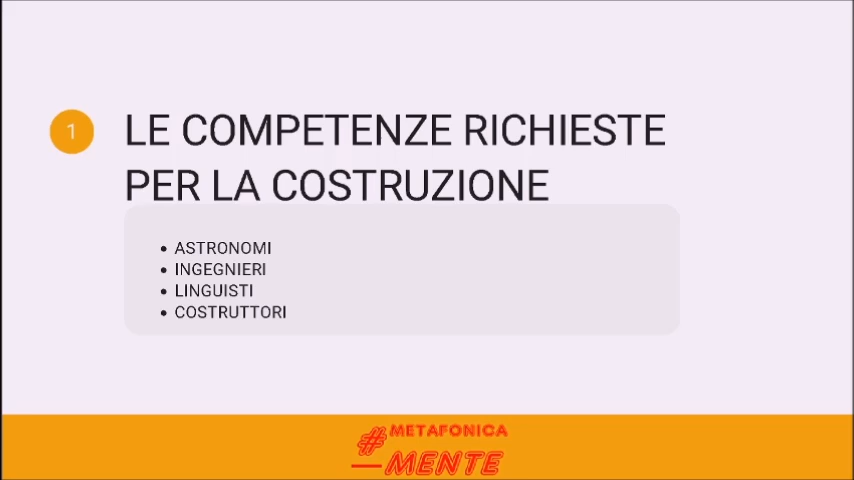 1
LE COMPETENZE RICHIESTE
PER LA COSTRUZIONE
• ASTRONOMI
• INGEGNIERI
• LINGUISTI
• COSTRUTTORI
# METAFONICA
—MENTE